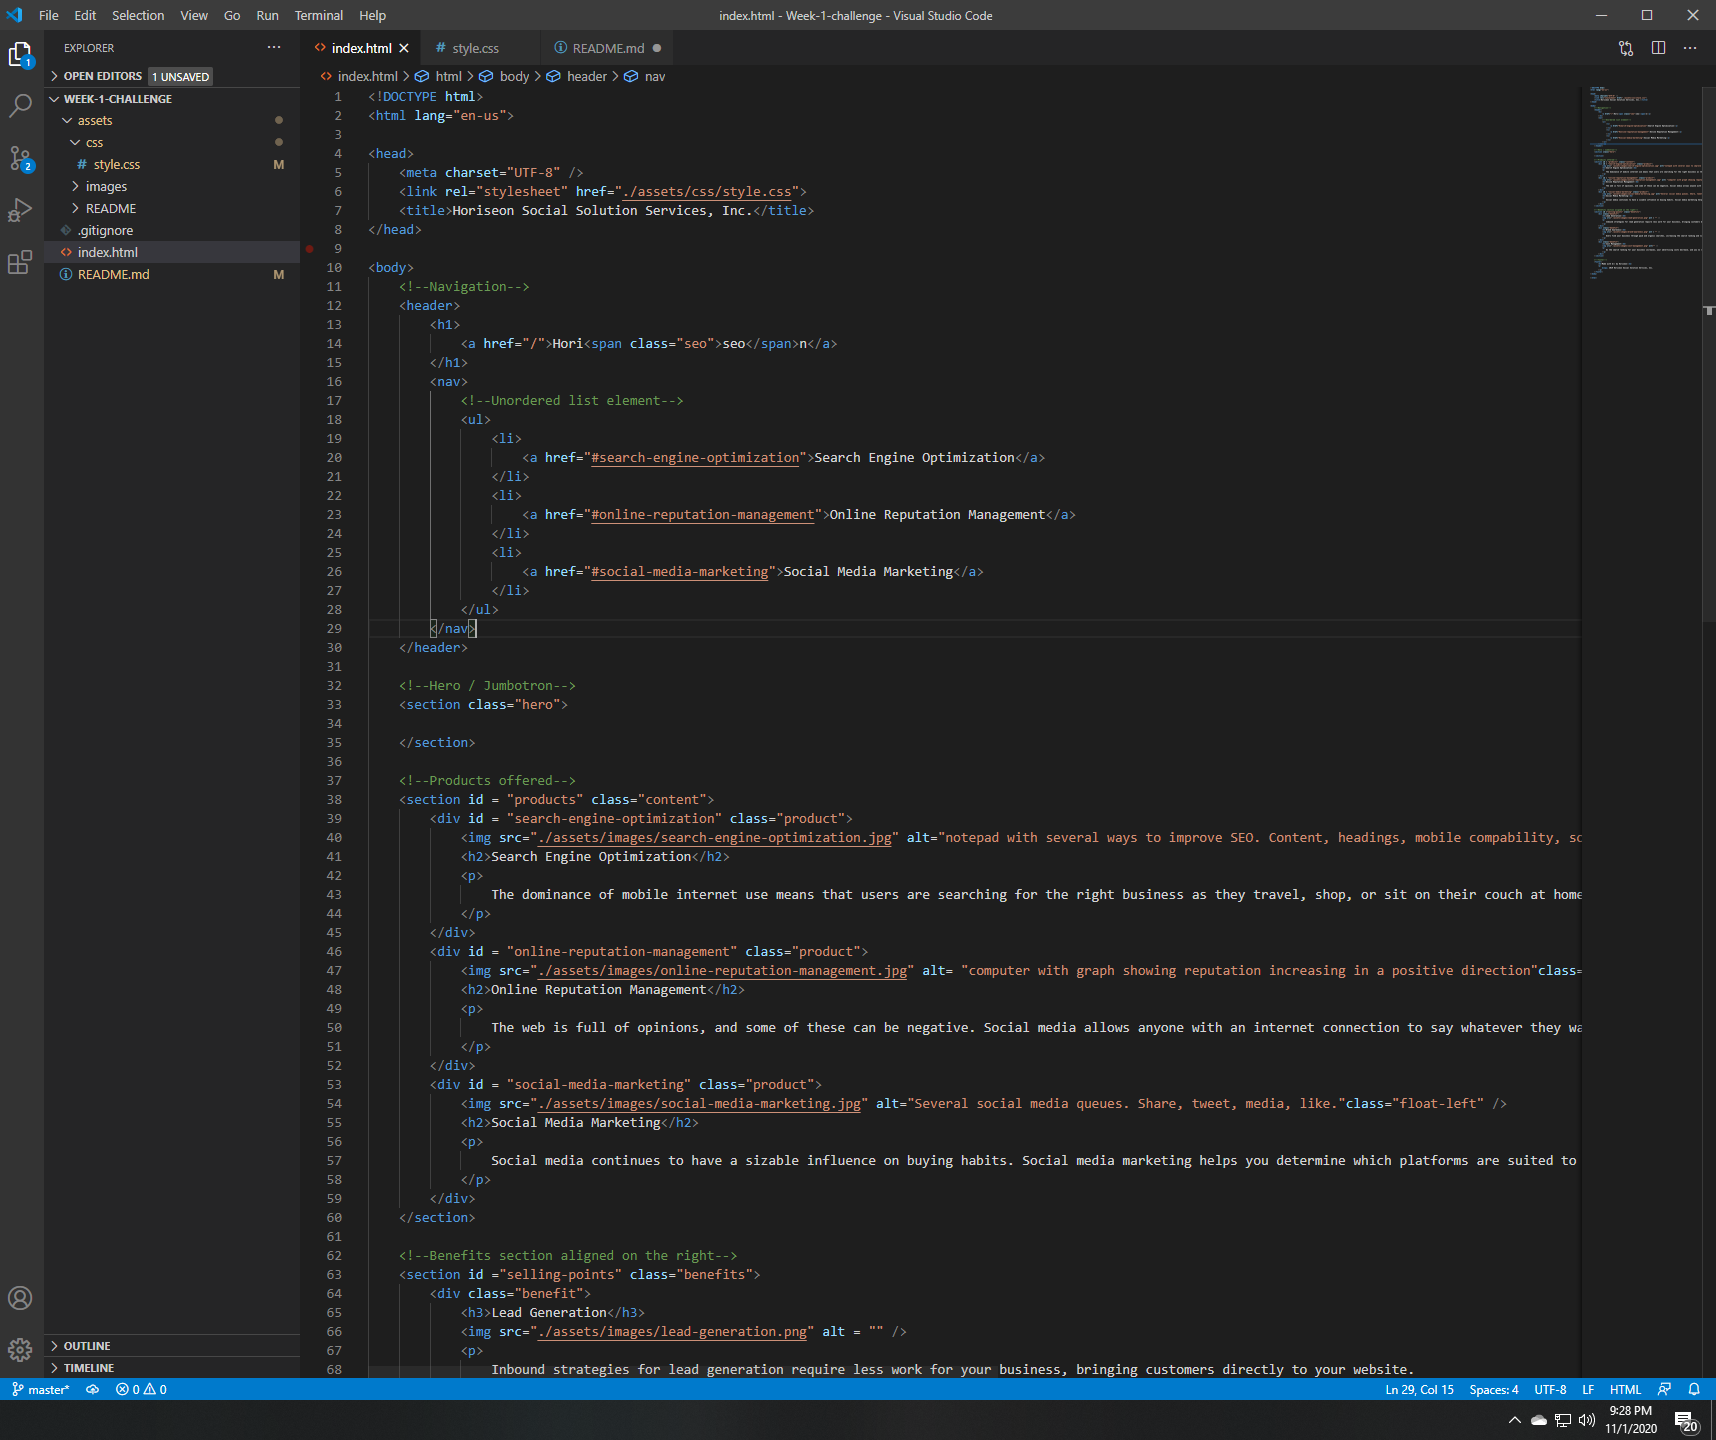 File Edit Selection View Go Run Terminal Help
index.html - Week-1-challenge - Visual Studio Code
EXPLORER
OPEN EDITORS 1 UNSAVED
WEEK-1-CHALLENGE
assets
css
# style.css M
images
README
.gitignore
<> index.html
README.md M
OUTLINE
TIMELINE
1
2
<> index.html
# style.css
README.md
<> index.html > html > body > header > nav
1 <!DOCTYPE html>
2 <html lang="en-us">
3
4 <head>
5 <meta charset="UTF-8" />
6 <link rel="stylesheet" href="./assets/css/style.css">
7 <title>Horiseon Social Solution Services, Inc.</title>
8 </head>
9
10 <body>
11 <!--Navigation-->
12 <header>
13 <h1>
14 <a href="/">Hori<span class="seo">seo</span>n</a>
15 </h1>
16 <nav>
17 <!--Unordered list element-->
18 <ul>
19 <li>
20 <a href="#search-engine-optimization">Search Engine Optimization</a>
21 </li>
22 <li>
23 <a href="#online-reputation-management">Online Reputation Management</a>
24 </li>
25 <li>
26 <a href="#social-media-marketing">Social Media Marketing</a>
27 </li>
28 </ul>
29 </nav>
30 </header>
31
32 <!--Hero / Jumbotron-->
33 <section class="hero">
34
35 </section>
36
37 <!--Products offered-->
38 <section id = "products" class="content">
39 <div id = "search-engine-optimization" class="product">
40 <img src="./assets/images/search-engine-optimization.jpg" alt="notepad with several ways to improve SEO. Content, headings, mobile compability, sc
41 <h2>Search Engine Optimization</h2>
42 <p>
43 The dominance of mobile internet use means that users are searching for the right business as they travel, shop, or sit on their couch at home
44 </p>
45 </div>
46 <div id = "online-reputation-management" class="product">
47 <img src="./assets/images/online-reputation-management.jpg" alt= "computer with graph showing reputation increasing in a positive direction"class=
48 <h2>Online Reputation Management</h2>
49 <p>
50 The web is full of opinions, and some of these can be negative. Social media allows anyone with an internet connection to say whatever they wa
51 </p>
52 </div>
53 <div id = "social-media-marketing" class="product">
54 <img src="./assets/images/social-media-marketing.jpg" alt="Several social media queues. Share, tweet, media, like."class="float-left" />
55 <h2>Social Media Marketing</h2>
56 <p>
57 Social media continues to have a sizable influence on buying habits. Social media marketing helps you determine which platforms are suited to
58 </p>
59 </div>
60 </section>
61
62 <!--Benefits section aligned on the right-->
63 <section id ="selling-points" class="benefits">
64 <div class="benefit">
65 <h3>Lead Generation</h3>
66 <img src="./assets/images/lead-generation.png" alt = "" />
67 <p>
68 Inbound strategies for lead generation require less work for your business, bringing customers directly to your website.
master* 0 0 Ln 29, Col 15 Spaces: 4 UTF-8 LF HTML
9:28 PM
11/1/2020
20